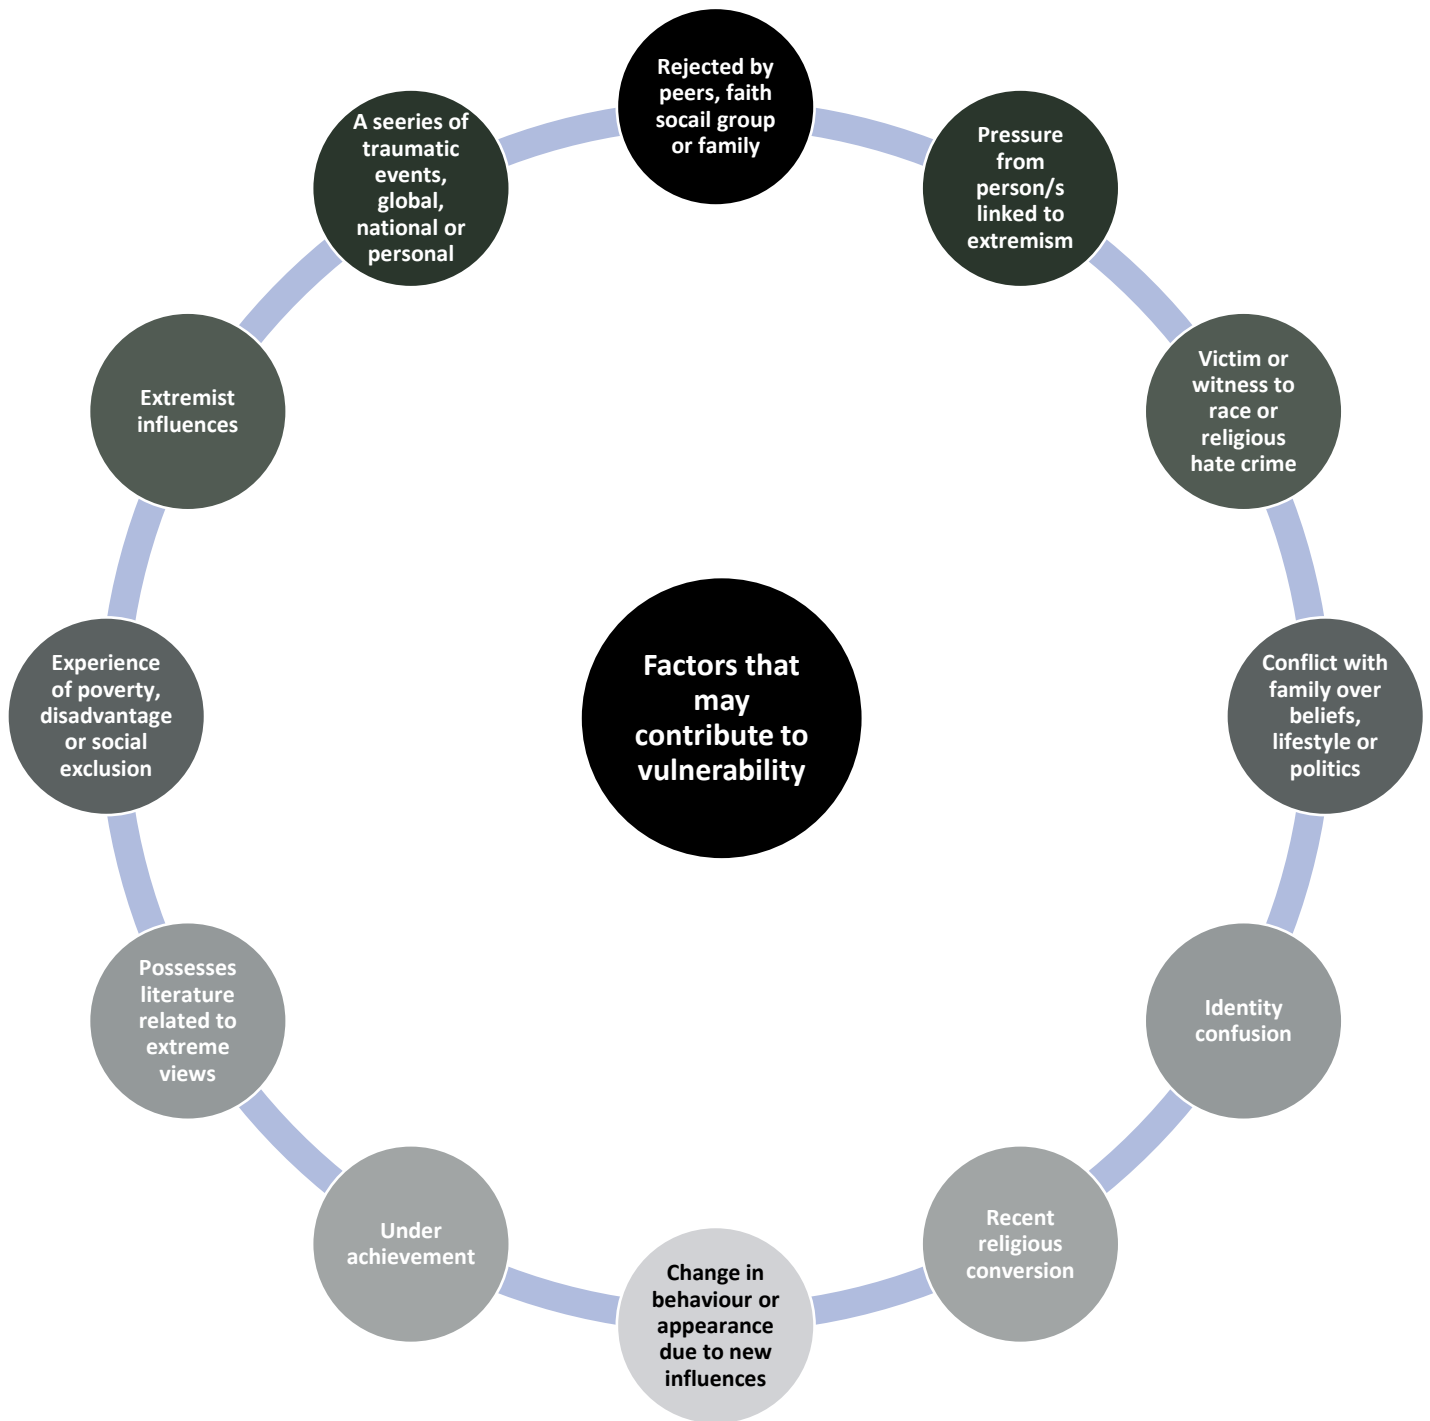 Rejected by
peers, faith
socail group
or family
Pressure
from
person/s
linked to
extremism
Victim or
witness to
race or
religious
hate crime
Conflict with
family over
beliefs,
lifestyle or
politics
Identity
confusion
Recent
religious
conversion
Change in
behaviour or
appearance
due to new
influences
Under
achievement
Possesses
literature
related to
extreme
views
Experience
of poverty,
disadvantage
or social
exclusion
Extremist
influences
A seeries of
traumatic
events,
global,
national or
personal
Factors that
may
contribute to
vulnerability